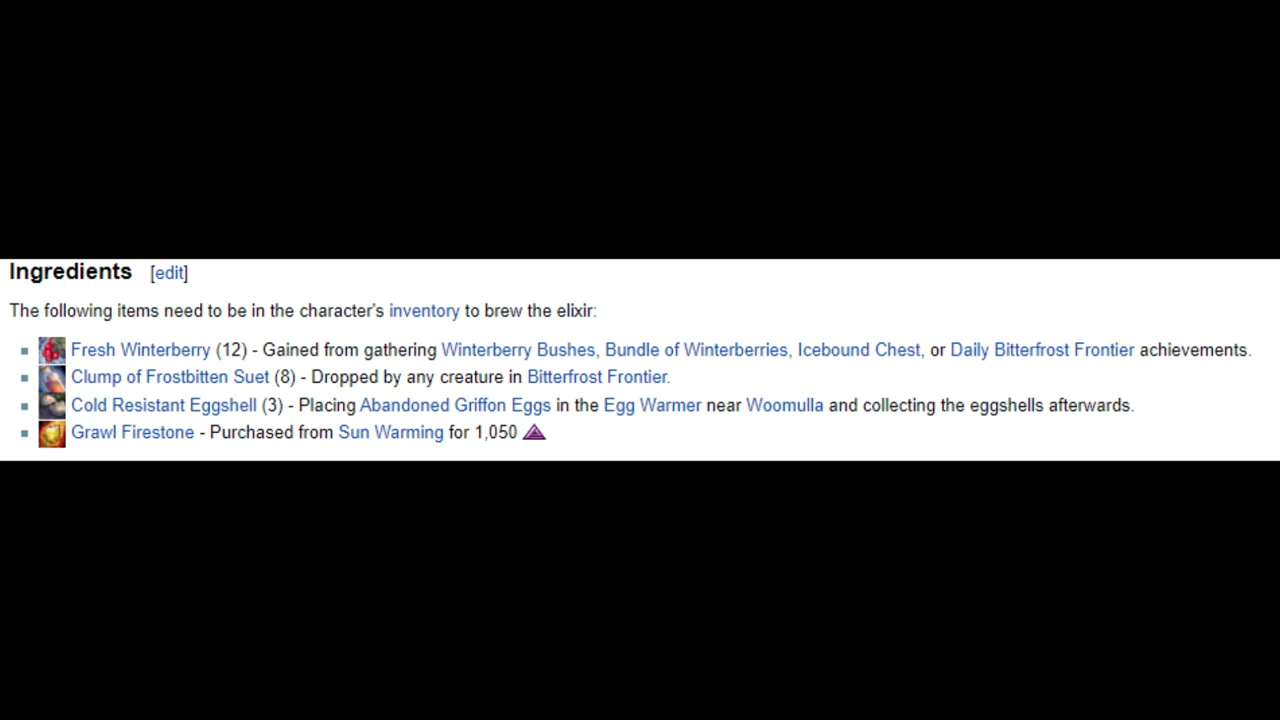 Ingredients [edit]
The following items need to be in the character's inventory to brew the elixir:
Fresh Winterberry (12) - Gained from gathering Winterberry Bushes, Bundle of Winterberries, Icebound Chest, or Daily Bitterfrost Frontier achievements.
Clump of Frostbitten Suet (8) - Dropped by any creature in Bitterfrost Frontier.
Cold Resistant Eggshell (3) - Placing Abandoned Griffon Eggs in the Egg Warmer near Woomulla and collecting the eggshells afterwards.
Grawl Firestone - Purchased from Sun Warming for 1,050